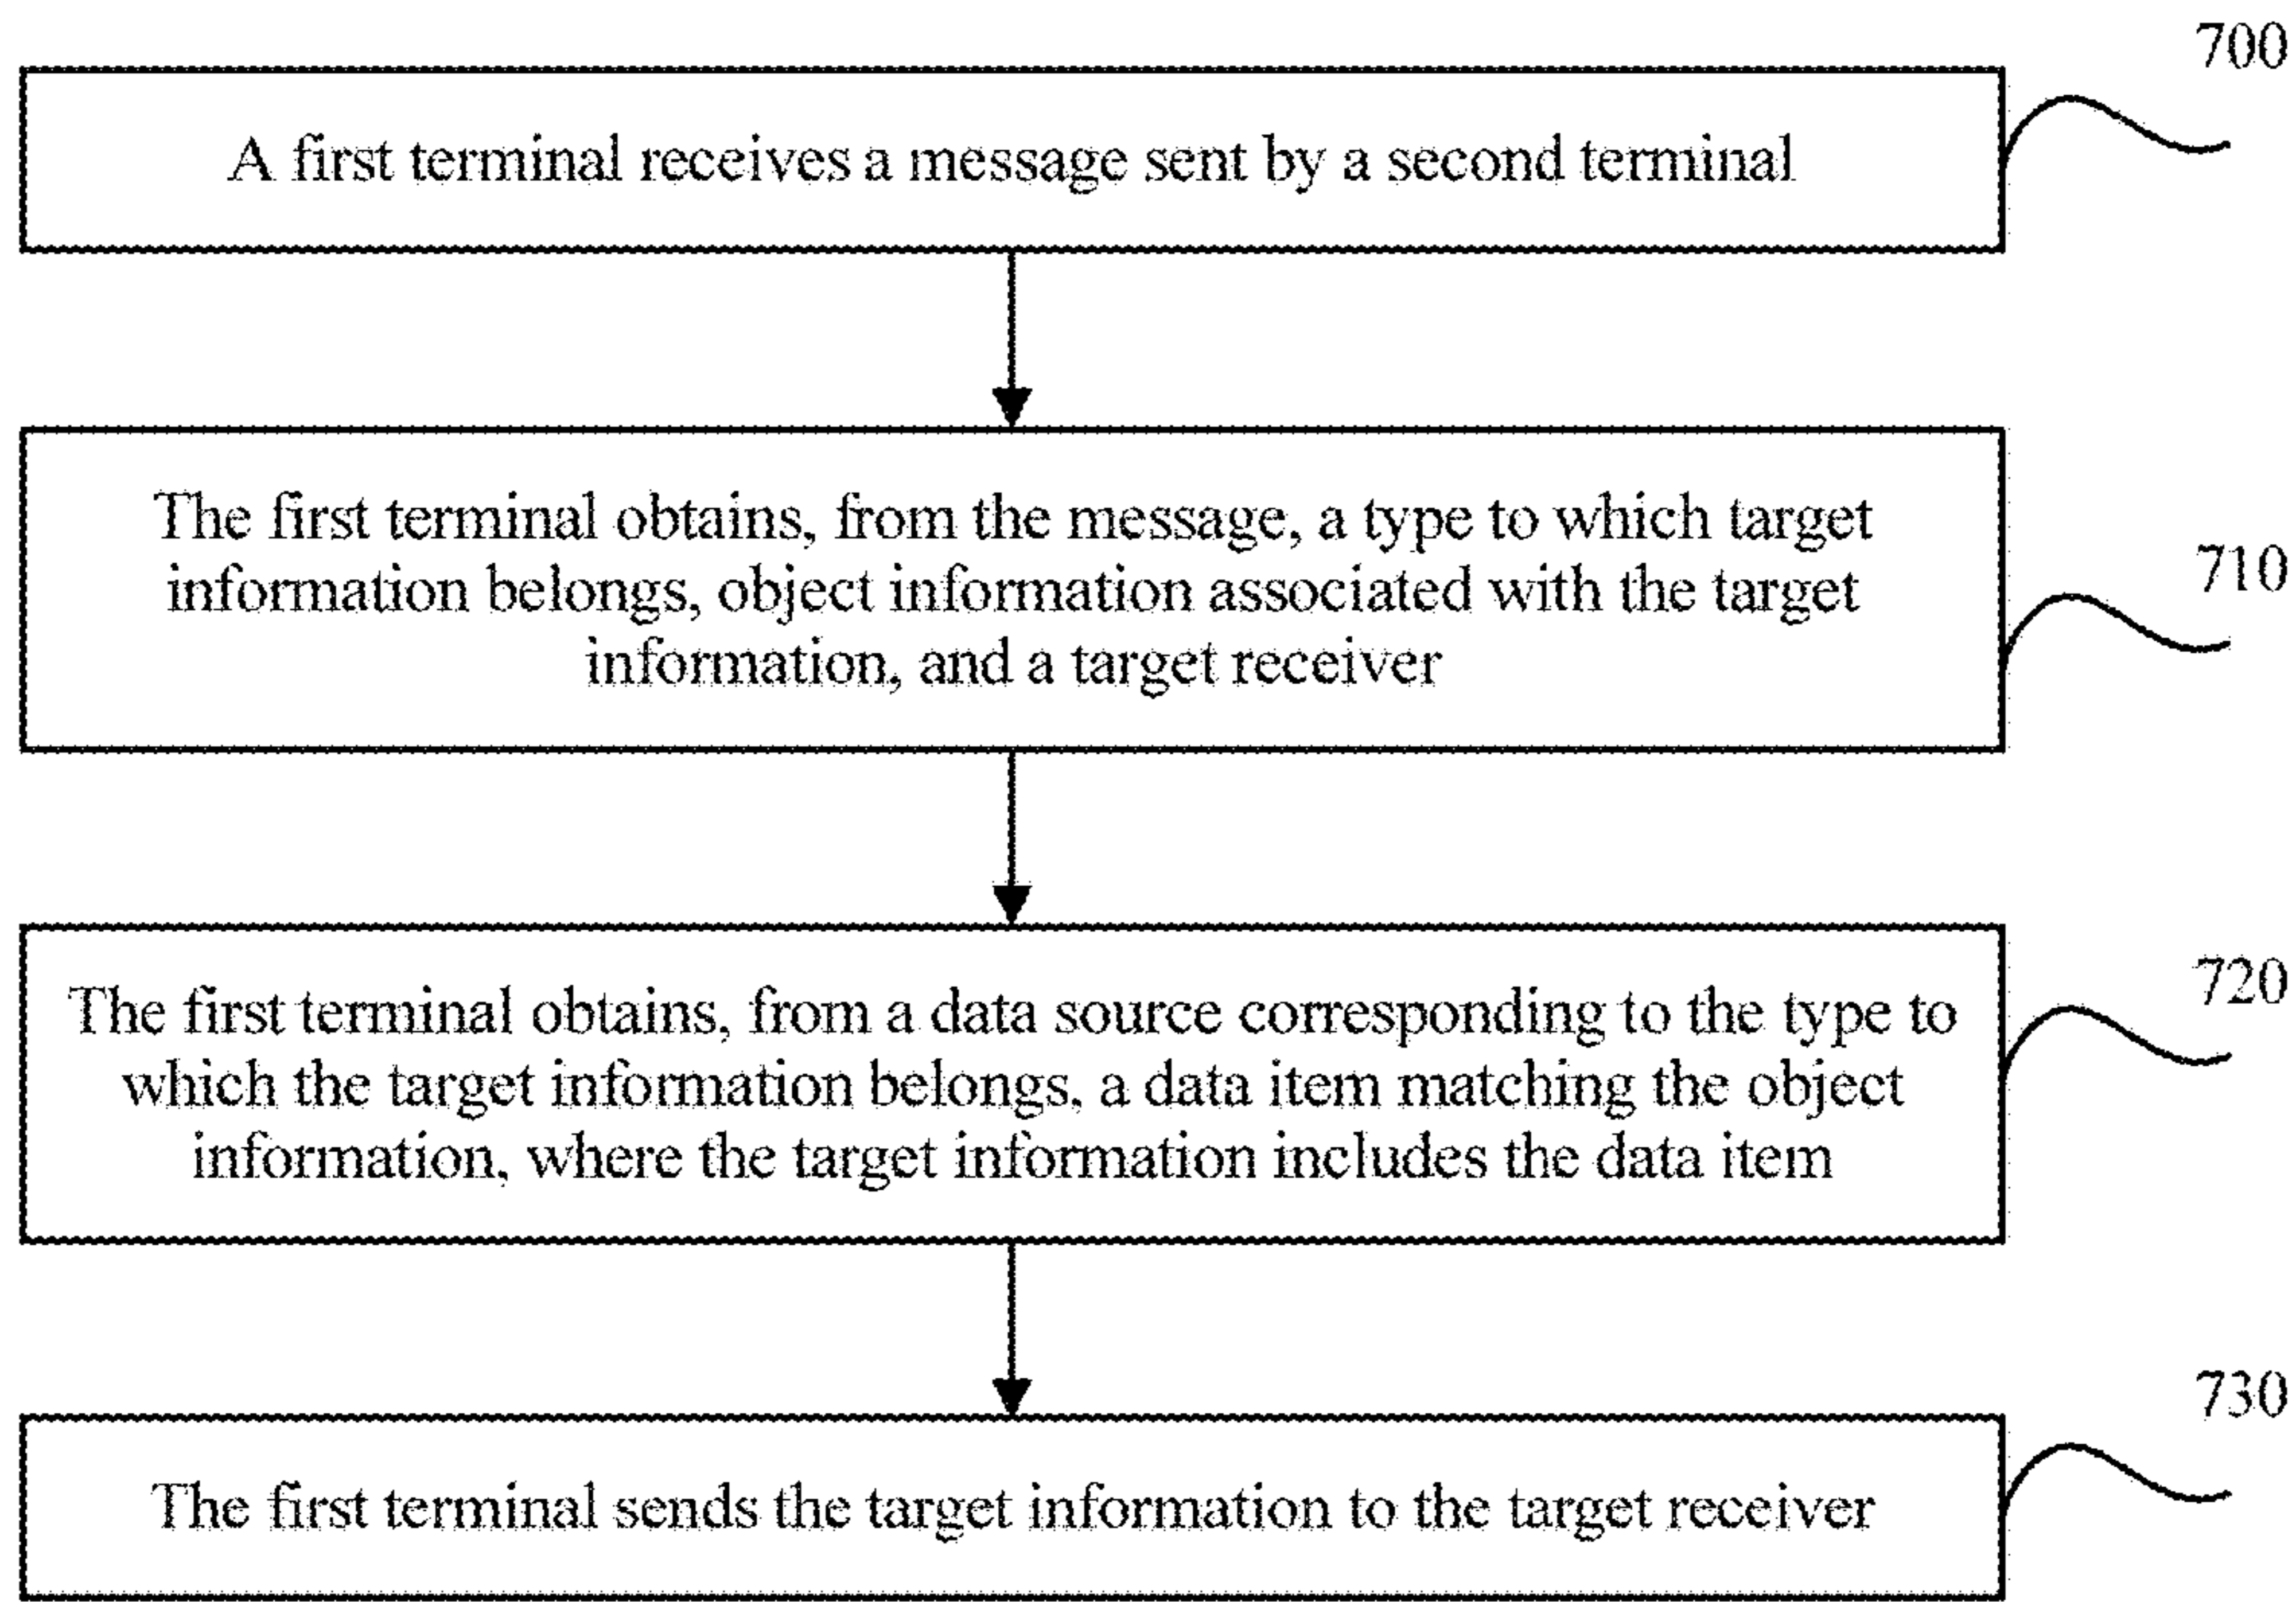 700
A first terminal receives a message sent by a second terminal
The first terminal obtains, from the message, a type to which target
information belongs, object information associated with the target
information, and a target receiver
710
The first terminal obtains, from a data source corresponding to the type to
which the target information belongs, a data item matching the object
information, where the target information includes the data item
720
The first terminal sends the target information to the target receiver
730